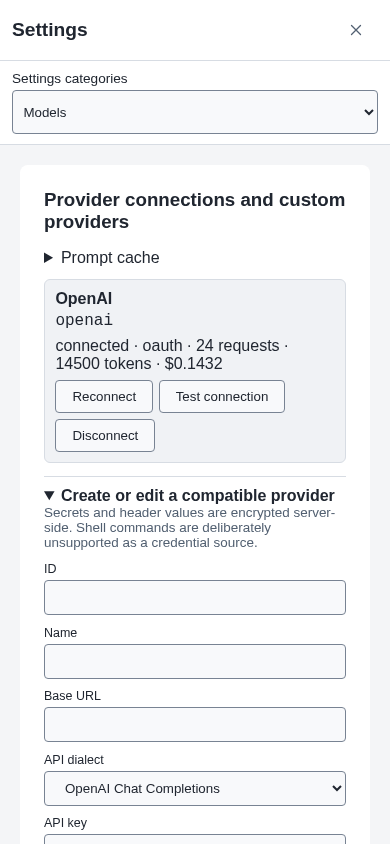 Settings
Settings categories
Models
Provider connections and custom
providers
Prompt cache
OpenAI
openai
connected · oauth · 24 requests ·
14500 tokens · $0.1432
Reconnect
Test connection
Disconnect
Create or edit a compatible provider
Secrets and header values are encrypted server-
side. Shell commands are deliberately
unsupported as a credential source.
ID
Name
Base URL
API dialect
OpenAI Chat Completions
API key